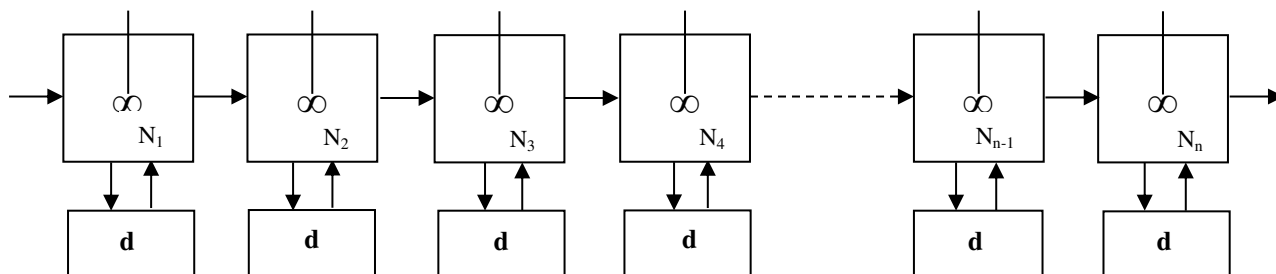 ∞ ∞ ∞ ∞ ∞ ∞
N₁ N₂ N₃ N₄ Nₙ₋₁ Nₙ
d d d d d d